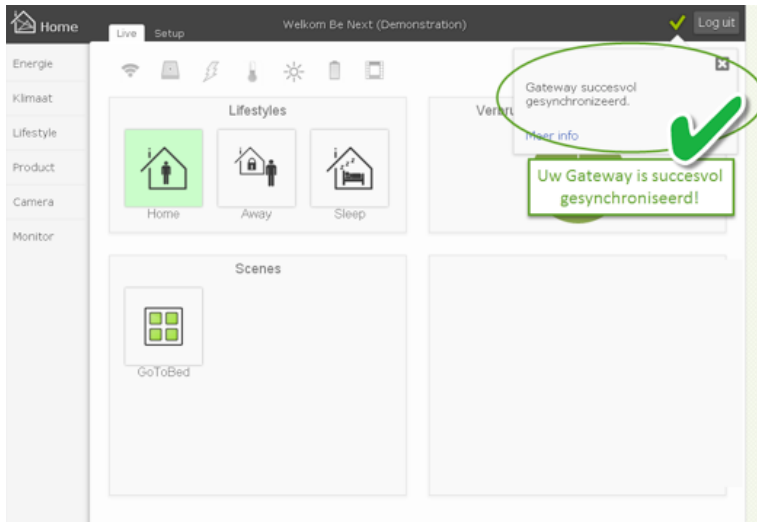 Home
Live
Setup
Welkom Be Next (Demonstration)
Log uit
Energie
Klimaat
Lifestyle
Product
Camera
Monitor
Lifestyles
Home
Away
Sleep
Gateway succesvol
gesynchronizeerd.
Meer info
Uw Gateway is succesvol
gesynchroniseerd!
Scenes
GoToBed